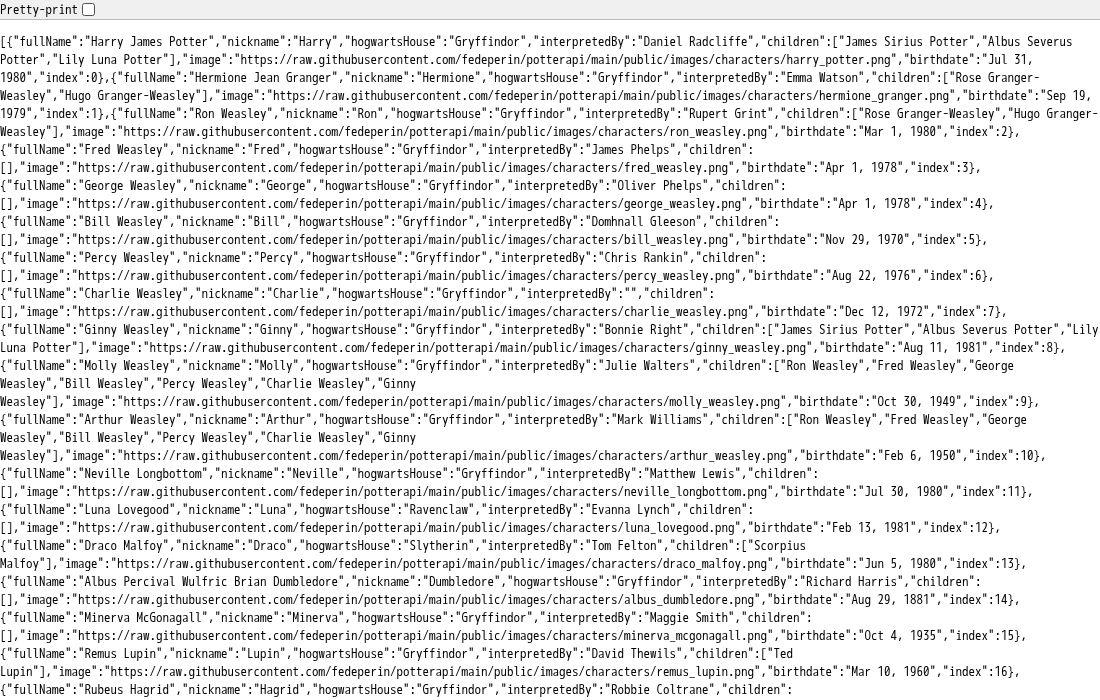 Pretty-print
[{"fullName":"Harry James Potter","nickname":"Harry","hogwartsHouse":"Gryffindor","interpretedBy":"Daniel Radcliffe","children":["James Sirius Potter","Albus Severus
Potter","Lily Luna Potter"],"image":"https://raw.githubusercontent.com/fedeperin/potterapi/main/public/images/characters/harry_potter.png","birthdate":"Jul 31,
1980","index":0},{"fullName":"Hermione Jean Granger","nickname":"Hermione","hogwartsHouse":"Gryffindor","interpretedBy":"Emma Watson","children":["Rose Granger-
Weasley","Hugo Granger-Weasley"],"image":"https://raw.githubusercontent.com/fedeperin/potterapi/main/public/images/characters/hermione_granger.png","birthdate":"Sep 19,
1979","index":1},{"fullName":"Ron Weasley","nickname":"Ron","hogwartsHouse":"Gryffindor","interpretedBy":"Rupert Grint","children":["Rose Granger-Weasley","Hugo Granger-
Weasley"],"image":"https://raw.githubusercontent.com/fedeperin/potterapi/main/public/images/characters/ron_weasley.png","birthdate":"Mar 1, 1980","index":2},
{"fullName":"Fred Weasley","nickname":"Fred","hogwartsHouse":"Gryffindor","interpretedBy":"James Phelps","children":
[],"image":"https://raw.githubusercontent.com/fedeperin/potterapi/main/public/images/characters/fred_weasley.png","birthdate":"Apr 1, 1978","index":3},
{"fullName":"George Weasley","nickname":"George","hogwartsHouse":"Gryffindor","interpretedBy":"Oliver Phelps","children":
[],"image":"https://raw.githubusercontent.com/fedeperin/potterapi/main/public/images/characters/george_weasley.png","birthdate":"Apr 1, 1978","index":4},
{"fullName":"Bill Weasley","nickname":"Bill","hogwartsHouse":"Gryffindor","interpretedBy":"Domhnall Gleeson","children":
[],"image":"https://raw.githubusercontent.com/fedeperin/potterapi/main/public/images/characters/bill_weasley.png","birthdate":"Nov 29, 1970","index":5},
{"fullName":"Percy Weasley","nickname":"Percy","hogwartsHouse":"Gryffindor","interpretedBy":"Chris Rankin","children":
[],"image":"https://raw.githubusercontent.com/fedeperin/potterapi/main/public/images/characters/percy_weasley.png","birthdate":"Aug 22, 1976","index":6},
{"fullName":"Charlie Weasley","nickname":"Charlie","hogwartsHouse":"Gryffindor","interpretedBy":"","children":
[],"image":"https://raw.githubusercontent.com/fedeperin/potterapi/main/public/images/characters/charlie_weasley.png","birthdate":"Dec 12, 1972","index":7},
{"fullName":"Ginny Weasley","nickname":"Ginny","hogwartsHouse":"Gryffindor","interpretedBy":"Bonnie Right","children":["James Sirius Potter","Albus Severus Potter","Lily
Luna Potter"],"image":"https://raw.githubusercontent.com/fedeperin/potterapi/main/public/images/characters/ginny_weasley.png","birthdate":"Aug 11, 1981","index":8},
{"fullName":"Molly Weasley","nickname":"Molly","hogwartsHouse":"Gryffindor","interpretedBy":"Julie Walters","children":["Ron Weasley","Fred Weasley","George
Weasley","Bill Weasley","Percy Weasley","Charlie Weasley","Ginny
Weasley"],"image":"https://raw.githubusercontent.com/fedeperin/potterapi/main/public/images/characters/molly_weasley.png","birthdate":"Oct 30, 1949","index":9},
{"fullName":"Arthur Weasley","nickname":"Arthur","hogwartsHouse":"Gryffindor","interpretedBy":"Mark Williams","children":["Ron Weasley","Fred Weasley","George
Weasley","Bill Weasley","Percy Weasley","Charlie Weasley","Ginny
Weasley"],"image":"https://raw.githubusercontent.com/fedeperin/potterapi/main/public/images/characters/arthur_weasley.png","birthdate":"Feb 6, 1950","index":10},
{"fullName":"Neville Longbottom","nickname":"Neville","hogwartsHouse":"Gryffindor","interpretedBy":"Matthew Lewis","children":
[],"image":"https://raw.githubusercontent.com/fedeperin/potterapi/main/public/images/characters/neville_longbottom.png","birthdate":"Jul 30, 1980","index":11},
{"fullName":"Luna Lovegood","nickname":"Luna","hogwartsHouse":"Ravenclaw","interpretedBy":"Evanna Lynch","children":
[],"image":"https://raw.githubusercontent.com/fedeperin/potterapi/main/public/images/characters/luna_lovegood.png","birthdate":"Feb 13, 1981","index":12},
{"fullName":"Draco Malfoy","nickname":"Draco","hogwartsHouse":"Slytherin","interpretedBy":"Tom Felton","children":["Scorpius
Malfoy"],"image":"https://raw.githubusercontent.com/fedeperin/potterapi/main/public/images/characters/draco_malfoy.png","birthdate":"Jun 5, 1980","index":13},
{"fullName":"Albus Percival Wulfric Brian Dumbledore","nickname":"Dumbledore","hogwartsHouse":"Gryffindor","interpretedBy":"Richard Harris","children":
[],"image":"https://raw.githubusercontent.com/fedeperin/potterapi/main/public/images/characters/albus_dumbledore.png","birthdate":"Aug 29, 1881","index":14},
{"fullName":"Minerva McGonagall","nickname":"Minerva","hogwartsHouse":"Gryffindor","interpretedBy":"Maggie Smith","children":
[],"image":"https://raw.githubusercontent.com/fedeperin/potterapi/main/public/images/characters/minerva_mcgonagall.png","birthdate":"Oct 4, 1935","index":15},
{"fullName":"Remus Lupin","nickname":"Lupin","hogwartsHouse":"Gryffindor","interpretedBy":"David Thewils","children":["Ted
Lupin"],"image":"https://raw.githubusercontent.com/fedeperin/potterapi/main/public/images/characters/remus_lupin.png","birthdate":"Mar 10, 1960","index":16},
{"fullName":"Rubeus Hagrid","nickname":"Hagrid","hogwartsHouse":"Gryffindor","interpretedBy":"Robbie Coltrane","children":